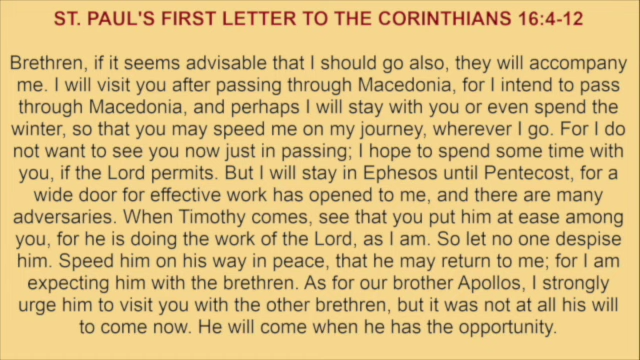 ST. PAUL'S FIRST LETTER TO THE CORINTHIANS 16:4-12
Brethren, if it seems advisable that I should go also, they will accompany
me. I will visit you after passing through Macedonia, for I intend to pass
through Macedonia, and perhaps I will stay with you or even spend the
winter, so that you may speed me on my journey, wherever I go. For I do
not want to see you now just in passing; I hope to spend some time with
you, if the Lord permits. But I will stay in Ephesos until Pentecost, for a
wide door for effective work has opened to me, and there are many
adversaries. When Timothy comes, see that you put him at ease among
you, for he is doing the work of the Lord, as I am. So let no one despise
him. Speed him on his way in peace, that he may return to me; for I am
expecting him with the brethren. As for our brother Apollos, I strongly
urge him to visit you with the other brethren, but it was not at all his will
to come now. He will come when he has the opportunity.